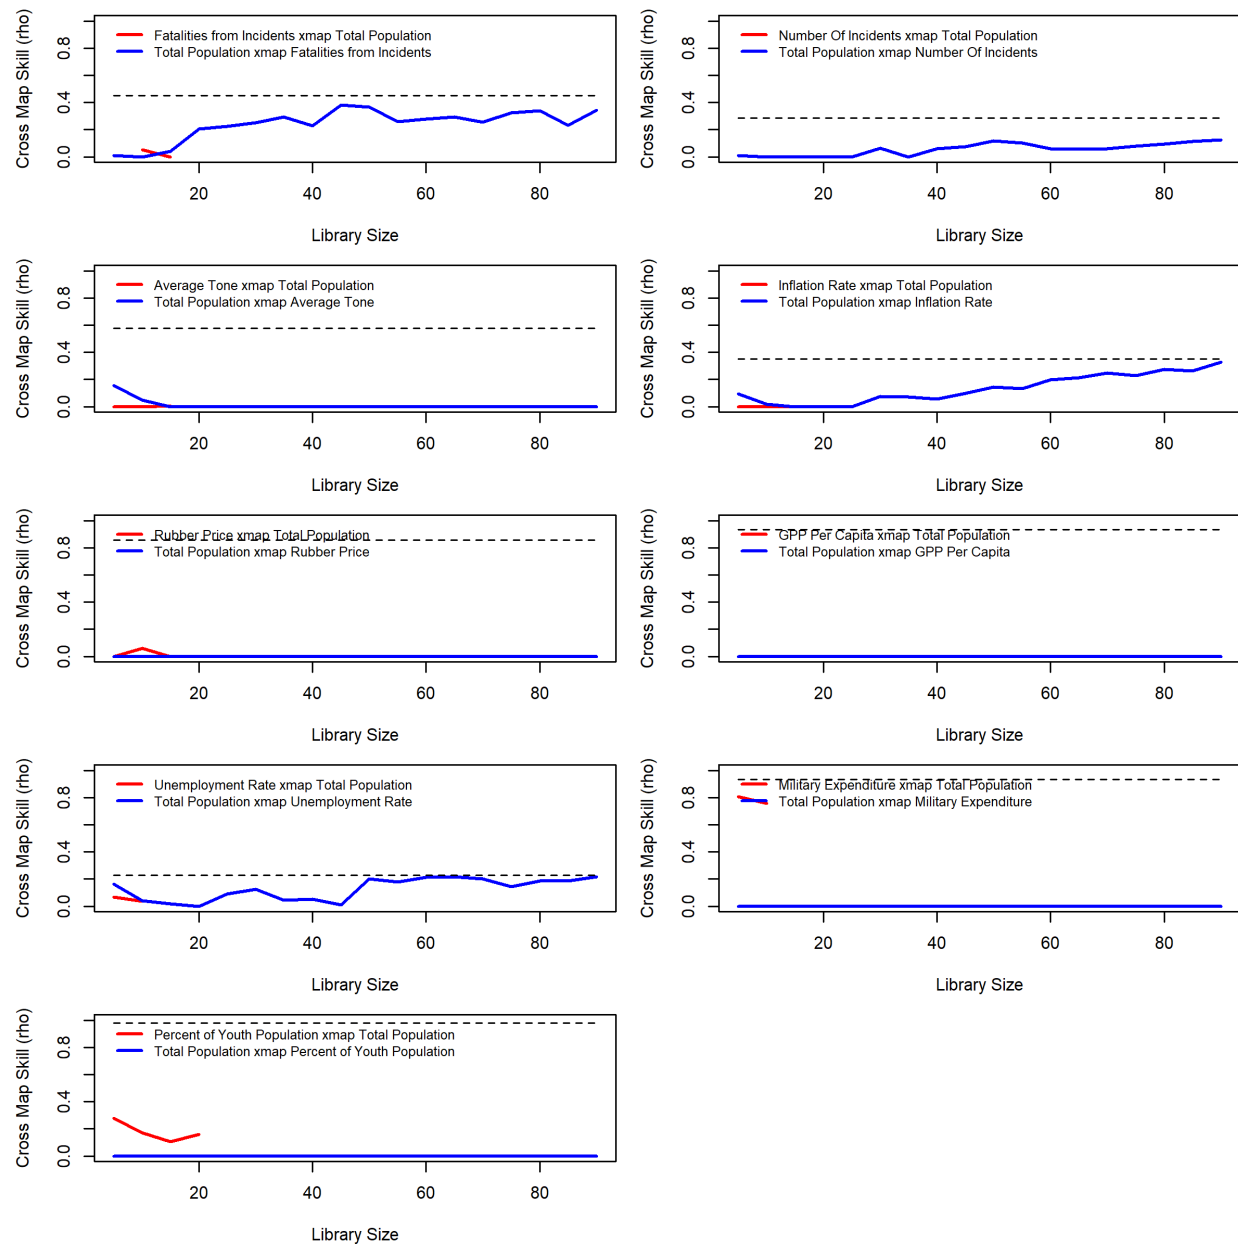 Fatalities from Incidents xmap Total Population
Total Population xmap Fatalities from Incidents
Cross Map Skill (rho)
0.0 0.4 0.8
20 40 60 80
Library Size
Number Of Incidents xmap Total Population
Total Population xmap Number Of Incidents
Cross Map Skill (rho)
0.0 0.4 0.8
20 40 60 80
Library Size
Average Tone xmap Total Population
Total Population xmap Average Tone
Cross Map Skill (rho)
0.0 0.4 0.8
20 40 60 80
Library Size
Inflation Rate xmap Total Population
Total Population xmap Inflation Rate
Cross Map Skill (rho)
0.0 0.4 0.8
20 40 60 80
Library Size
Rubber Price xmap Total Population
Total Population xmap Rubber Price
Cross Map Skill (rho)
0.0 0.4 0.8
20 40 60 80
Library Size
GPP Per Capita xmap Total Population
Total Population xmap GPP Per Capita
Cross Map Skill (rho)
0.0 0.4 0.8
20 40 60 80
Library Size
Unemployment Rate xmap Total Population
Total Population xmap Unemployment Rate
Cross Map Skill (rho)
0.0 0.4 0.8
20 40 60 80
Library Size
Military Expenditure xmap Total Population
Total Population xmap Military Expenditure
Cross Map Skill (rho)
0.0 0.4 0.8
20 40 60 80
Library Size
Percent of Youth Population xmap Total Population
Total Population xmap Percent of Youth Population
Cross Map Skill (rho)
0.0 0.4 0.8
20 40 60 80
Library Size